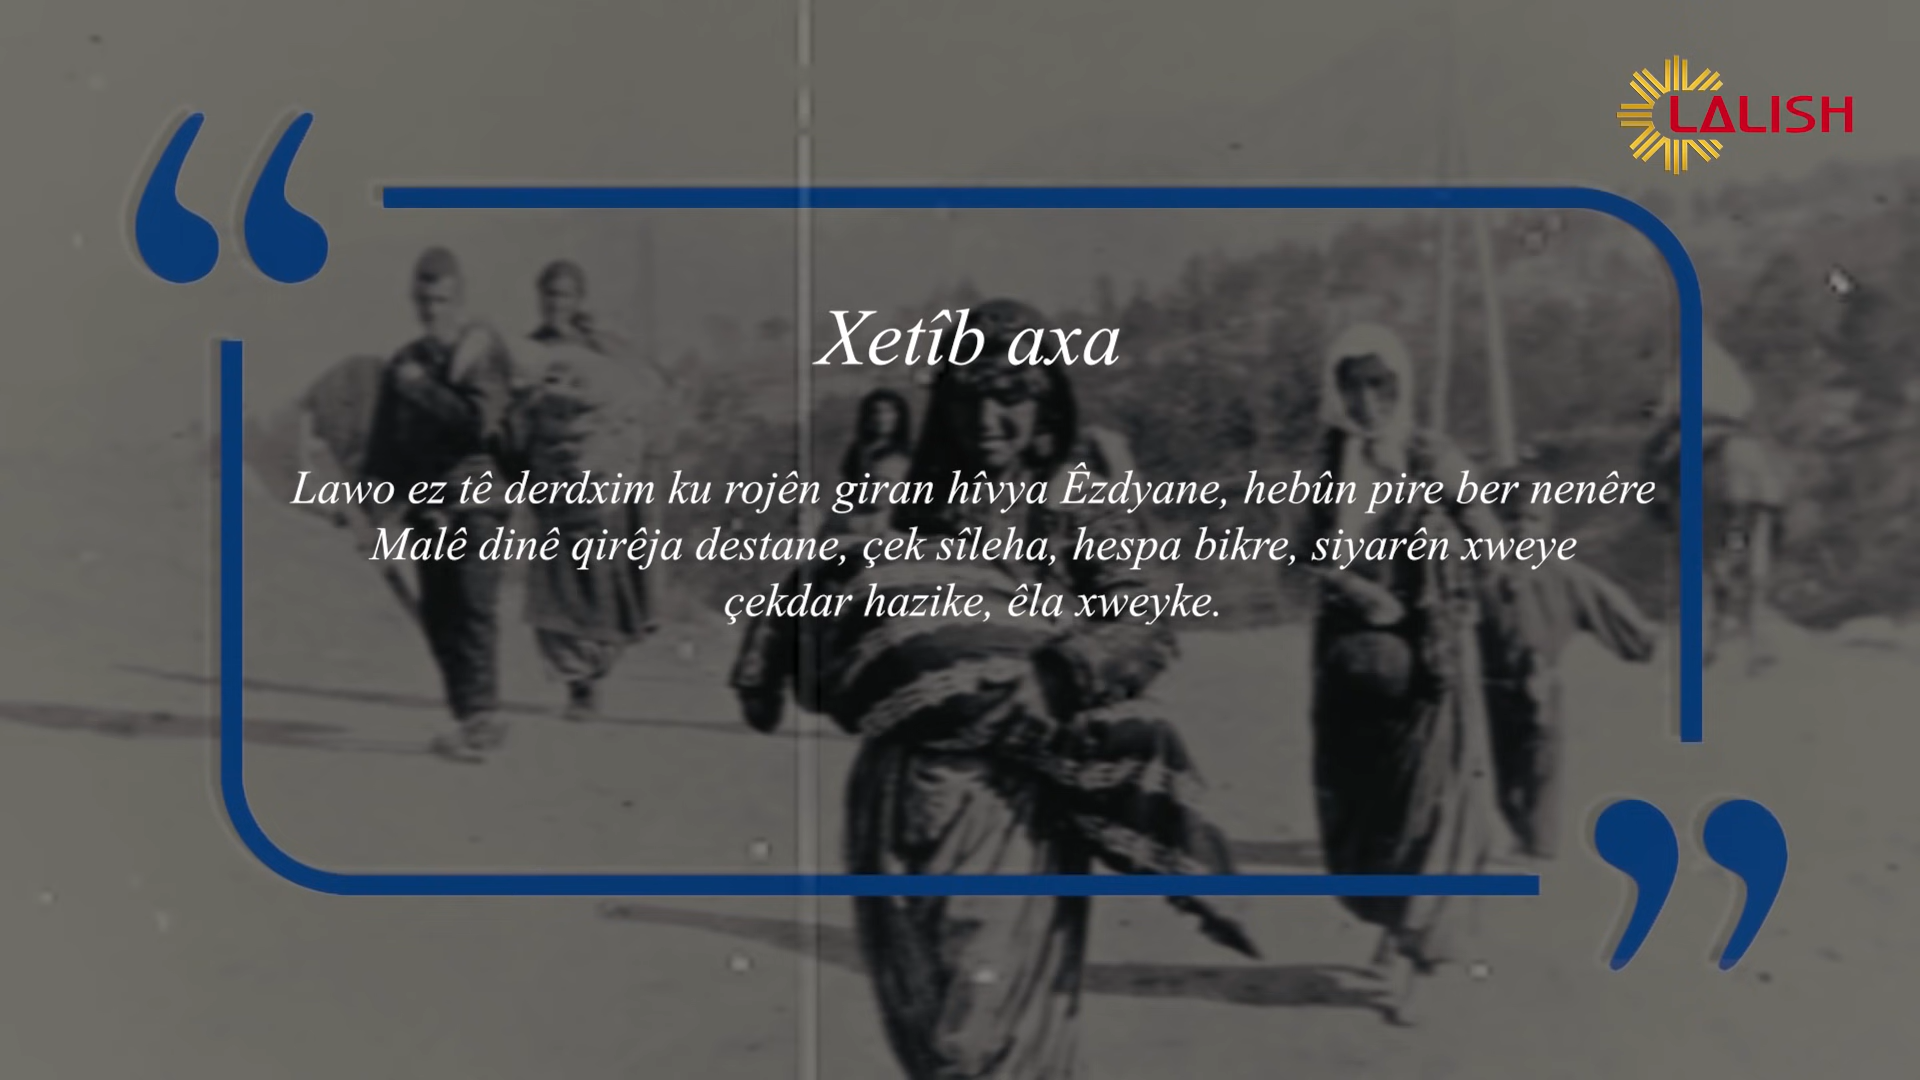 LALISH
Xetîb axa
Lawo ez tê derdxim ku rojên giran hîvya Êzdyane, hebûn pire ber nenêre
Malê dinê qirêja destane, çek sîleha, hespa bikre, siyarên xweye
çekdar hazike, êla xweyke.